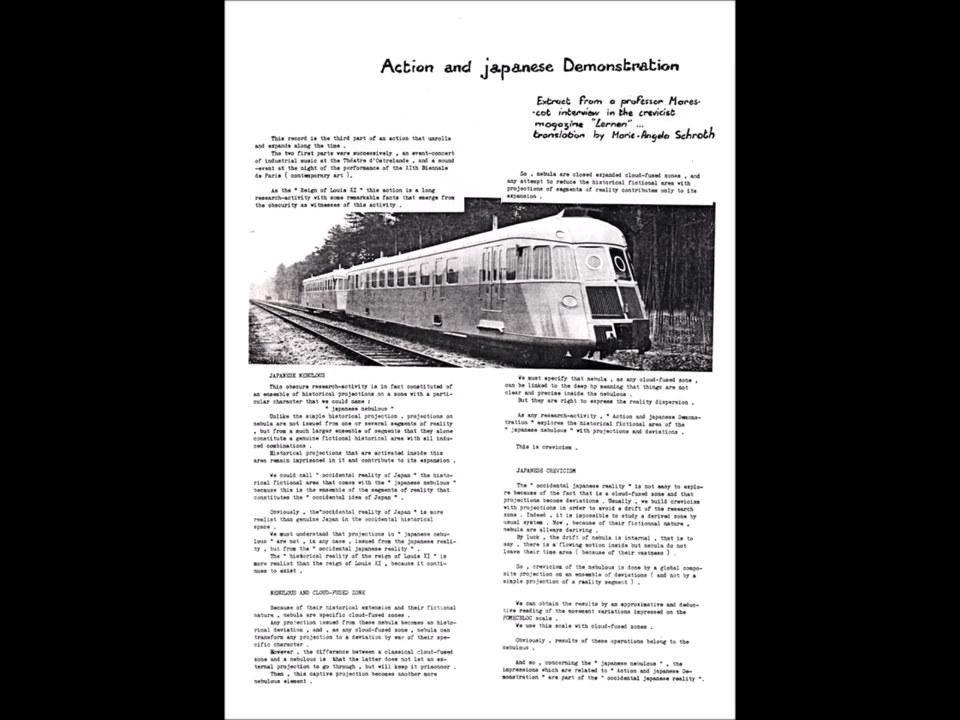 Action and japanese Demonstration
Extract from a professor Mares-
-cot interview in the crevicist
magazine "Lernen" ...
translation by Marie-Angela Schroth
This record is the third part of an action that unrolls
and expands along the time .
The two first parts were successively , an event-concert
of industrial music at the Théatre d'Ostrelande , and a sound
-event at the night of the performance of the XIth Biennale
de Paris ( contemporary art ).
As the " Reign of Louis XI " this action is a long
research-activity with some remarkable facts that emerge from
the obscurity as witnesses of this activity .
So , nebula are closed expanded cloud-fused zones , and
any attempt to reduce the historical fictional area with
projections of segments of reality contributes only to its
expansion .
JAPANESE NEBULOUS
This obscure research-activity is in fact constituted of
an ensemble of historical projections on a zone with a parti-
cular character that we could name :
" japanese nebulous "
Unlike the simple historical projection , projections on
nebula are not issued from one or several segments of reality
, but from a much larger ensemble of segments that they alone
constitute a genuine fictional historical area with all indu-
ced combinations .
Historical projections that are activated inside this
area remain imprisoned in it and contribute to its expansion .
We could call " occidental reality of Japan " the histo-
rical fictional area that comes with the " japanese nebulous "
because this is the ensemble of the segments of reality that
constitutes the " occidental idea of Japan " .
Obviously , the"occidental reality of Japan " is more
realist than genuine Japan in the occidental historical
space .
We must understand that projections in " japanese nebu-
lous " are not , in any case , issued from the japanese reali-
ty , but from the " occidental japanese reality " .
The " historical reality of the reign of Louis XI " is
more realist than the reign of Louis XI , because it conti-
nues to exist .
NEBULOUS AND CLOUD-FUSED ZONE
Because of their historical extension and their fictional
nature , nebula are specific cloud-fused zones .
Any projection issued from these nebula becomes an histo-
rical deviation , and , as any cloud-fused zone , nebula can
transform any projection to a deviation by war of their spe-
cific character .
However , the difference between a classical cloud-fused
zone and a nebulous is that the latter does not let an ex-
ternal projection to go through , but will keep it prisonner .
Then , this captive projection becomes another more
nebulous element .
We must specify that nebula , as any cloud-fused zone ,
can be linked to the deep hp meaning that things are not
clear and precise inside the nebulous .
But they are right to express the reality dispersion .
As any research-activity , " Action and japanese Demons-
tration " explores the historical fictional area of the
" japanese nebulous " with projections and deviations .
This is crevicism .
JAPANESE CREVICISM
The " occidental japanese reality " is not easy to explo-
re because of the fact that is a cloud-fused zone and that
projections become deviations . Usually , we build crevicism
with projections in order to avoid a drift of the research
zone . Indeed , it is impossible to study a derived zone by
usual system . Now , because of their fictionnal nature ,
nebula are allways deriving .
By luck , the drift of nebula is internal , that is to
say , there is a flowing motion inside but nebula do not
leave their time area ( because of their vastness ) .
So , crevicism of the nebulous is done by a global compo-
site projection on an ensemble of deviations ( and not by a
simple projection of a reality segment ) .
We can obtain the results by an approximative and deduc-
tive reading of the movement variations impressed on the
scale .
We use this scale with cloud-fused zones .
Obviously , results of these operations belong to the
nebulous .
And so , concerning the " japanese nebulous " , the
impressions which are related to " Action and japanese De-
monstration " are part of the " occidental japanese reality ".